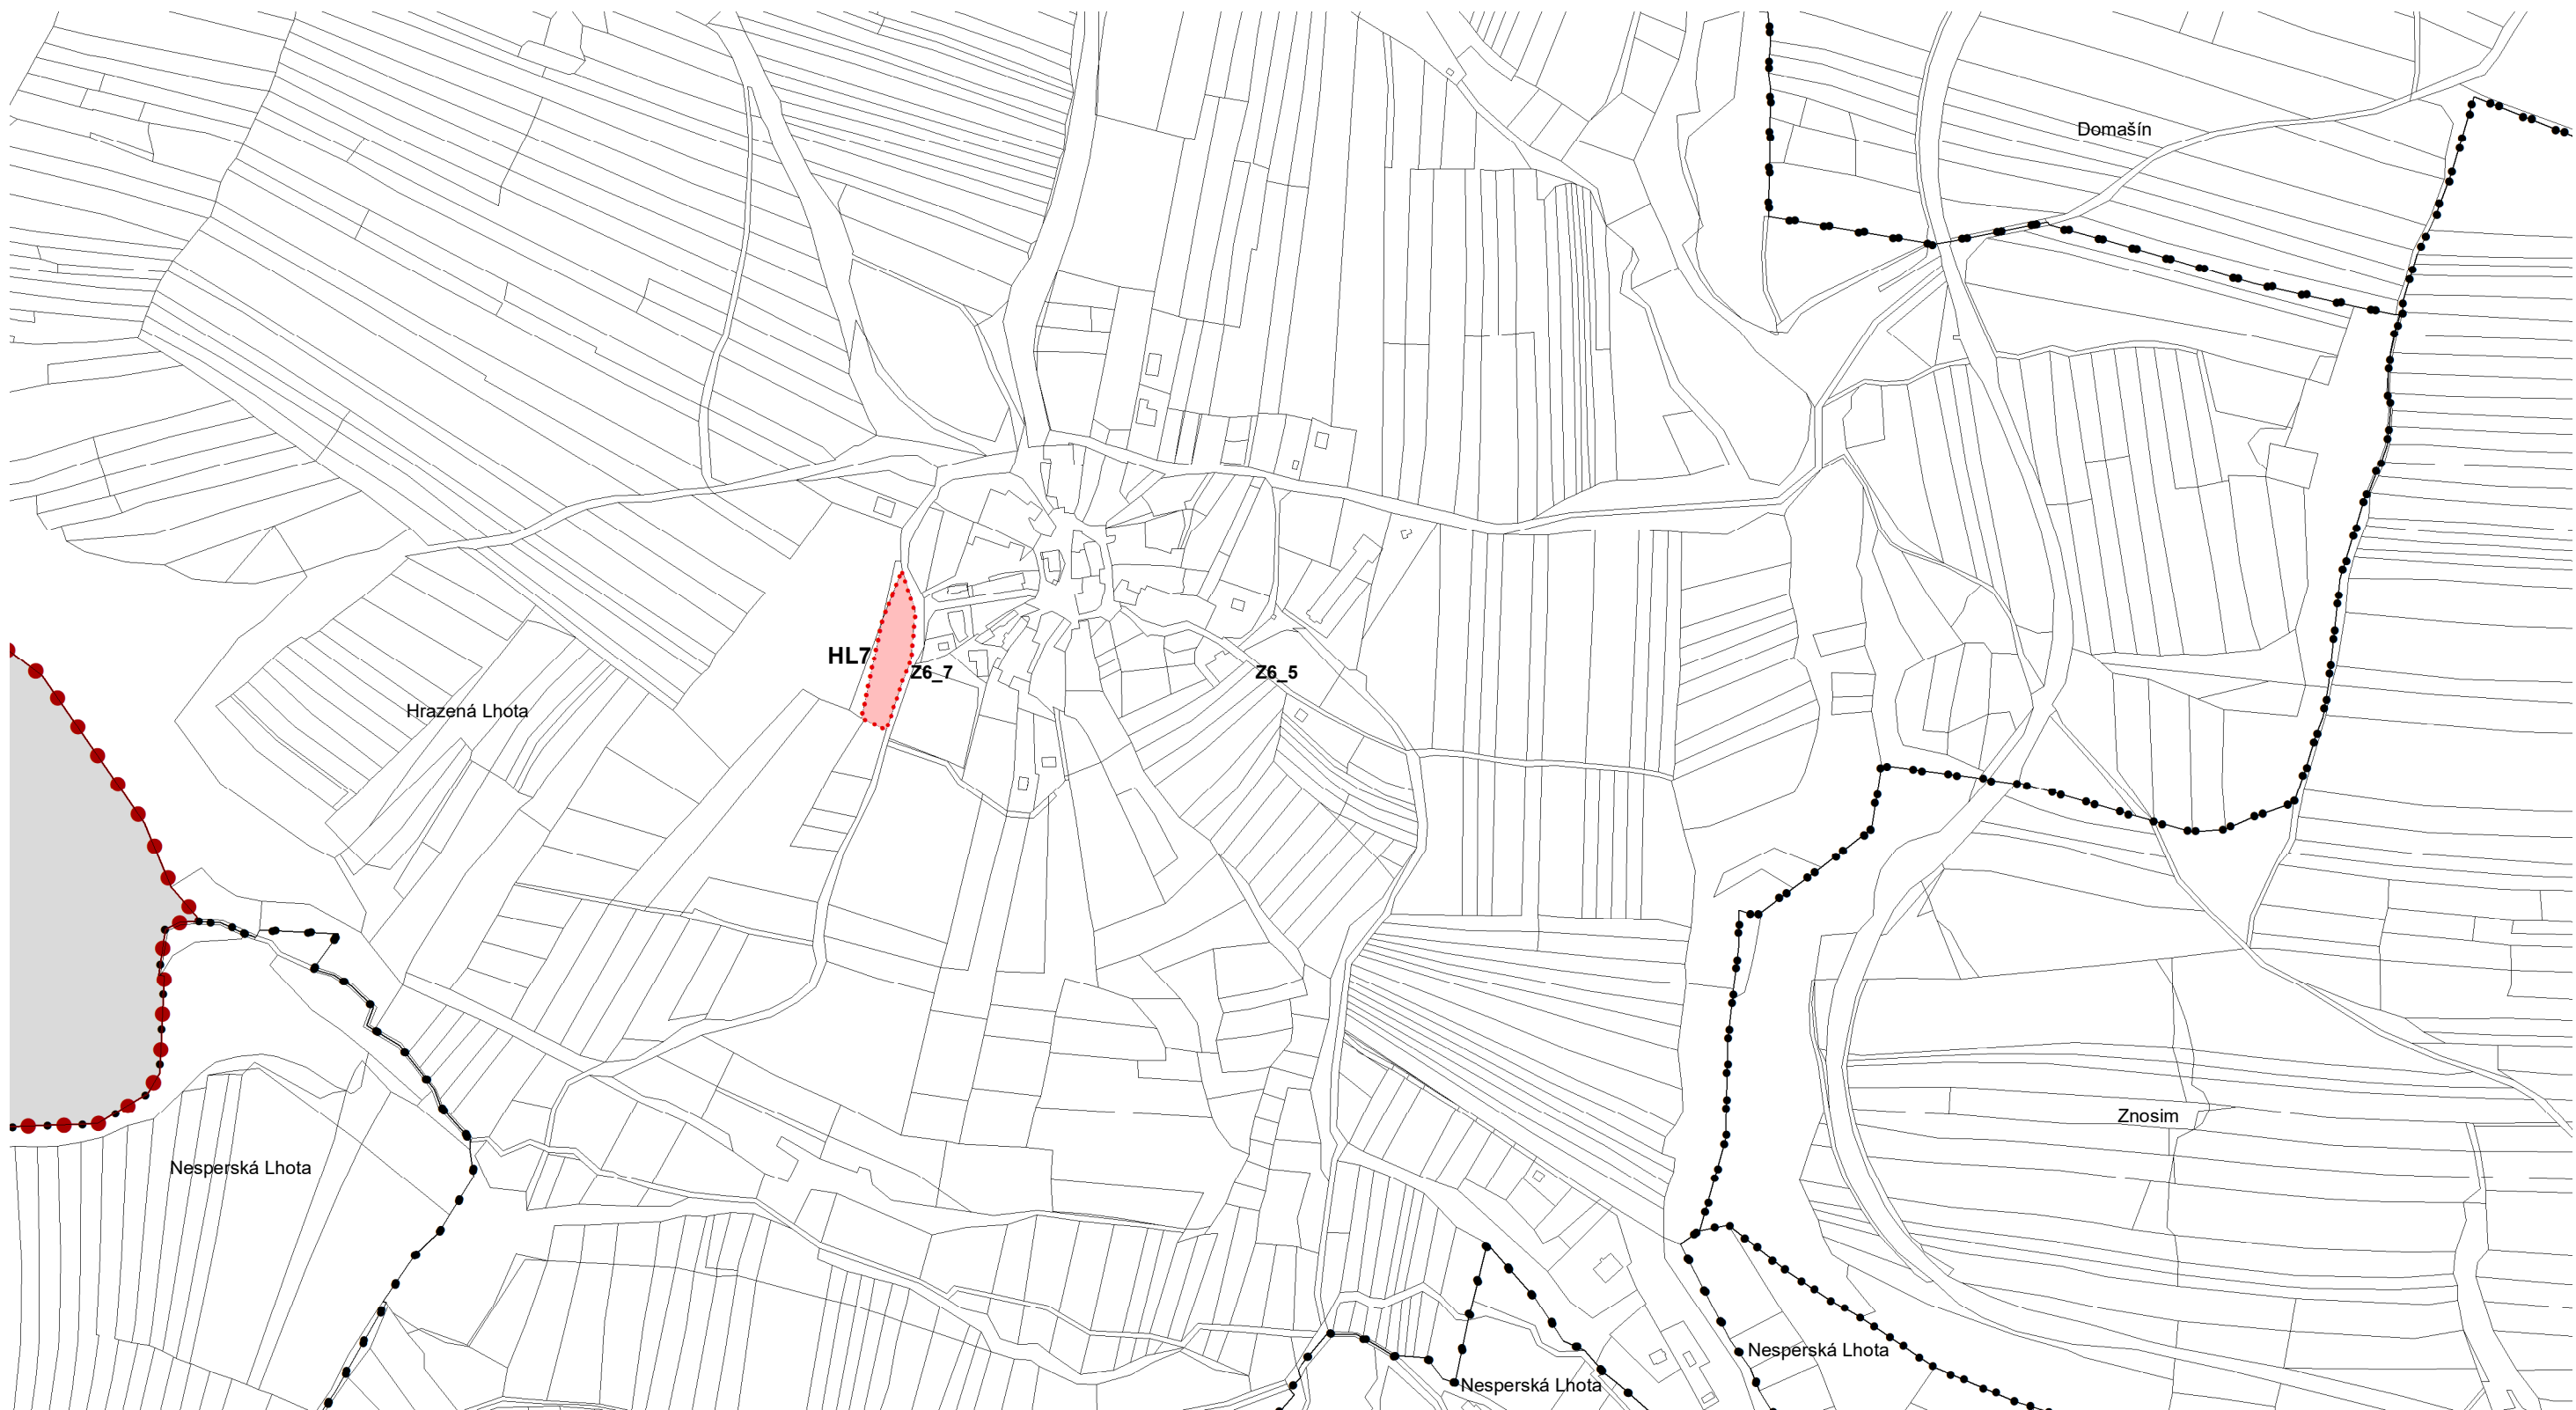 Domašín
HL7
Z6_7
Z6_5
Hrazená Lhota
Znosim
Nesperská Lhota
Nesperská Lhota
Nesperská Lhota